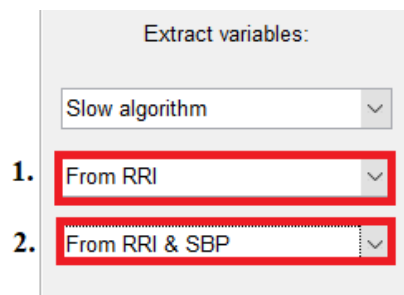 Extract variables:
Slow algorithm
1. From RRI
2. From RRI & SBP